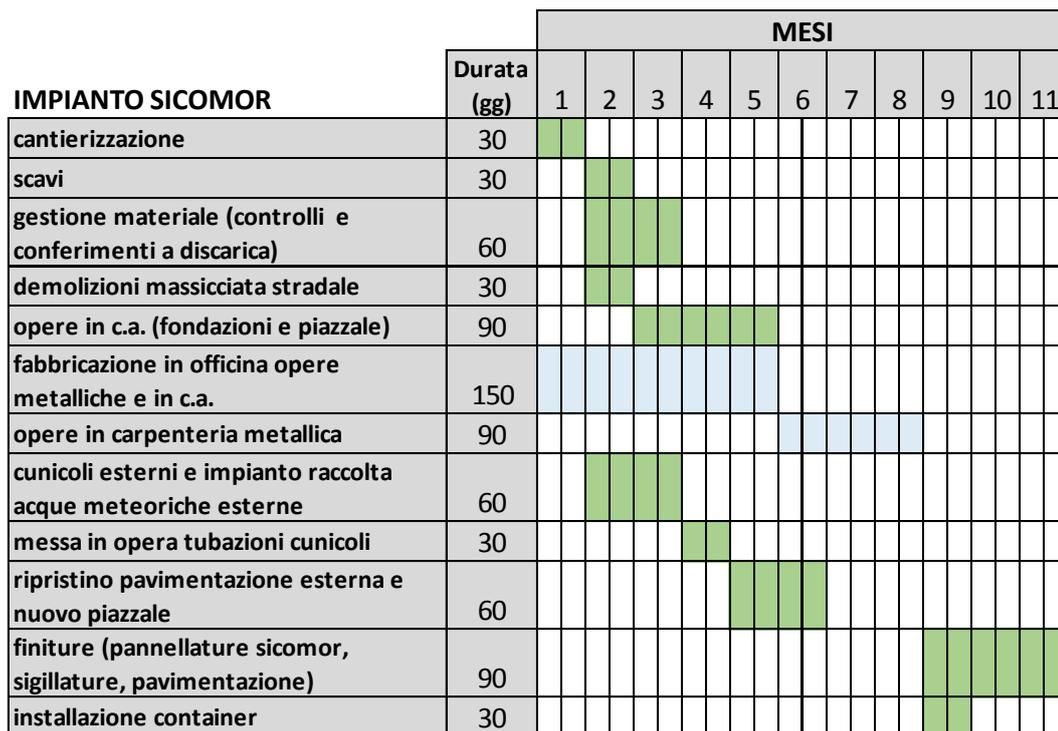 MESI
IMPIANTO SICOMOR Durata (gg) 1 2 3 4 5 6 7 8 9 10 11
cantierizzazione 30
scavi 30
gestione materiale (controlli e
conferimenti a discarica) 60
demolizioni massicciata stradale 30
opere in c.a. (fondazioni e piazzale) 90
fabbricazione in officina opere
metalliche e in c.a. 150
opere in carpenteria metallica 90
cunicoli esterni e impianto raccolta
acque meteoriche esterne 60
messa in opera tubazioni cunicoli 30
ripristino pavimentazione esterna e
nuovo piazzale 60
finiture (pannellature sicomor,
sigillature, pavimentazione) 90
installazione container 30